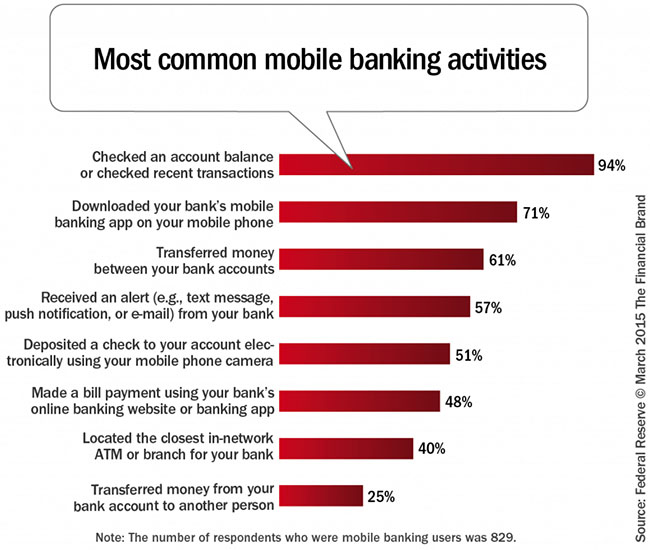 Most common mobile banking activities
Checked an account balance
or checked recent transactions
94%
Downloaded your bank's mobile
banking app on your mobile phone
71%
Transferred money
between your bank accounts
61%
Received an alert (e.g., text message,
push notification, or e-mail) from your bank
57%
Deposited a check to your account elec-
tronically using your mobile phone camera
51%
Made a bill payment using your bank's
online banking website or banking app
48%
Located the closest in-network
ATM or branch for your bank
40%
Transferred money from your
bank account to another person
25%
Note: The number of respondents who were mobile banking users was 829.
Source: Federal Reserve © March 2015 The Financial Brand